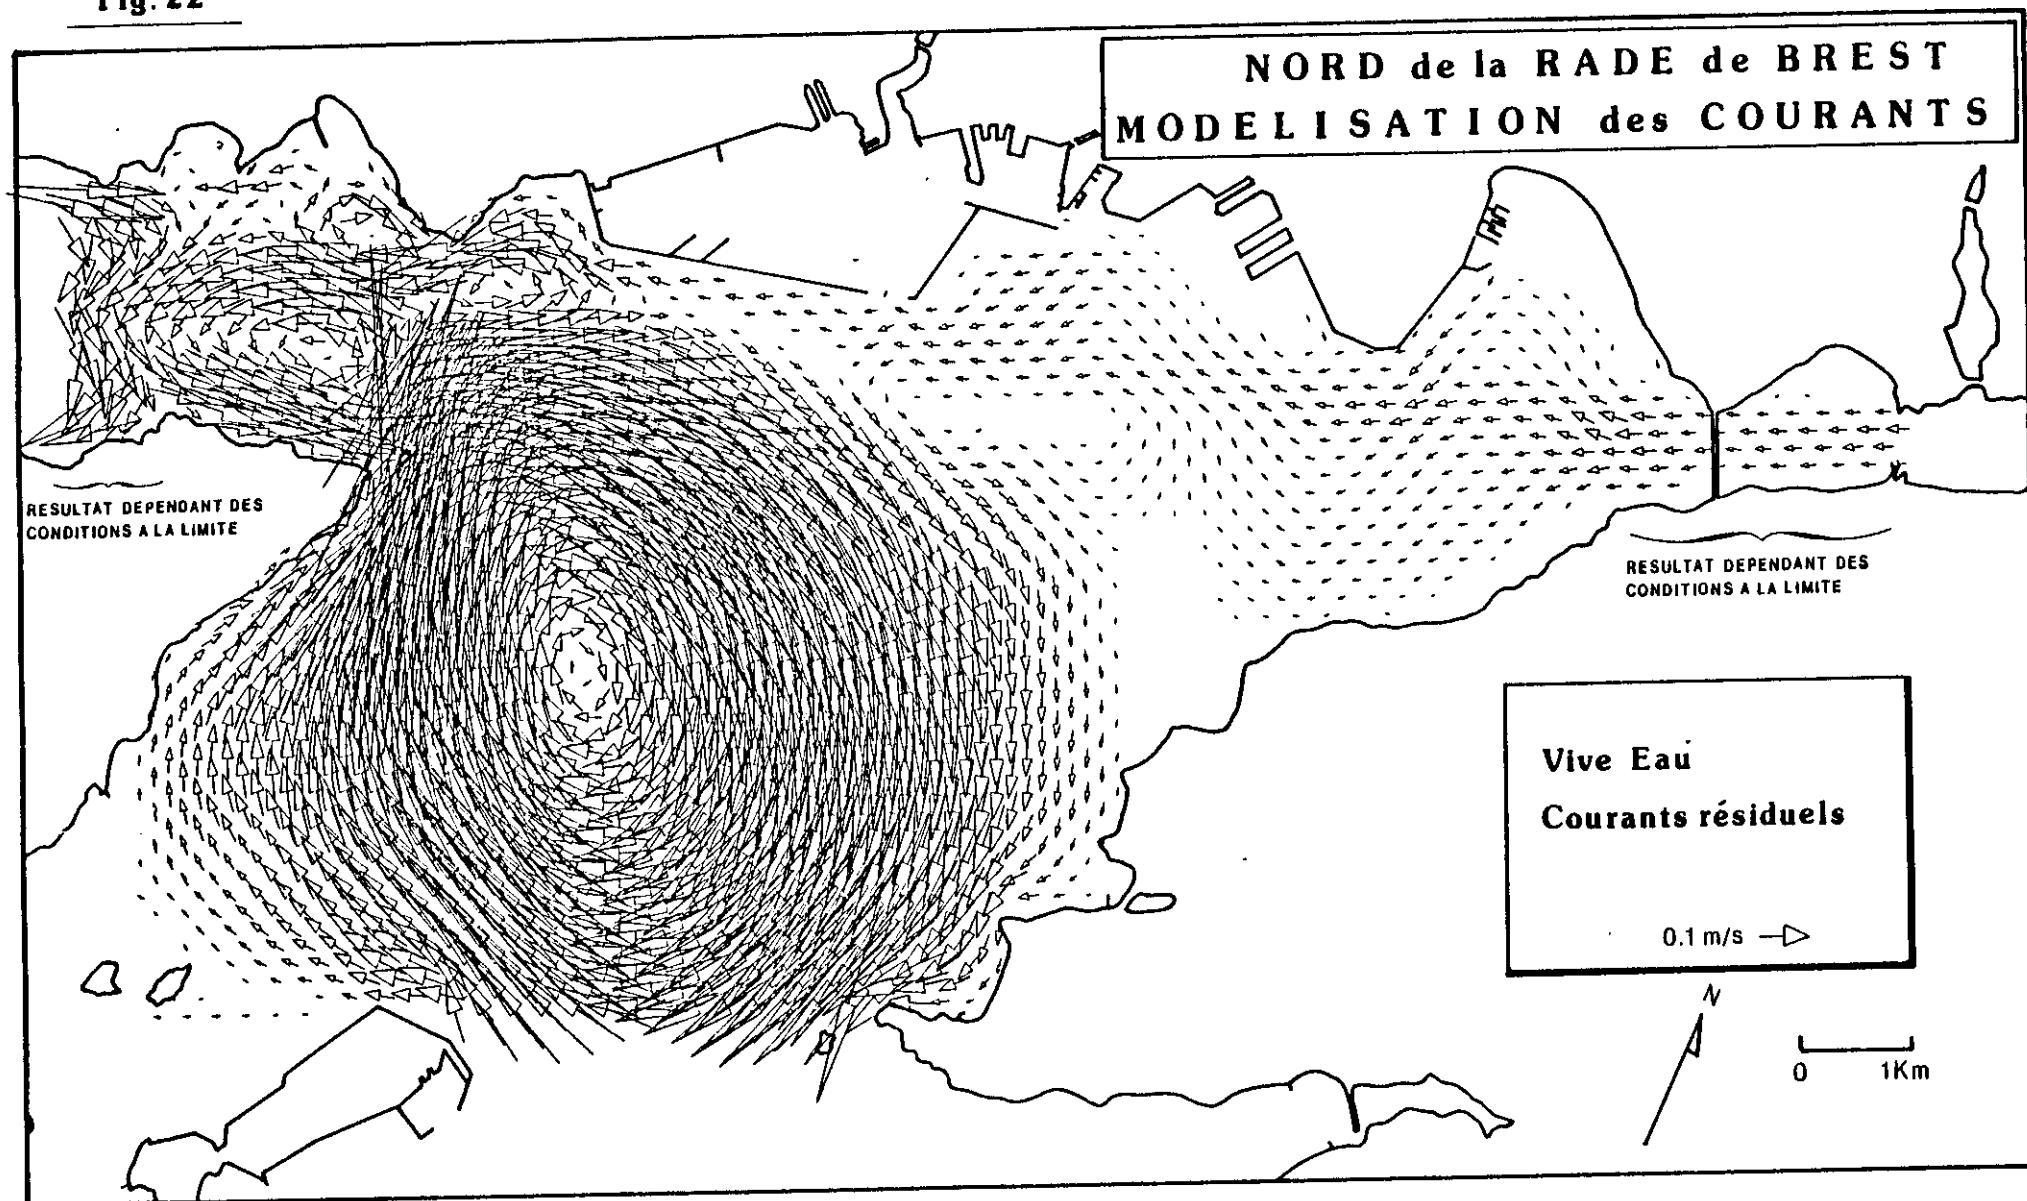 Fig. 22
NORD de la RADE de BREST
MODELISATION des COURANTS
RESULTAT DEPENDANT DES
CONDITIONS A LA LIMITE
RESULTAT DEPENDANT DES
CONDITIONS A LA LIMITE
Vive Eau
Courants résiduels
0.1 m/s
N
0 1Km